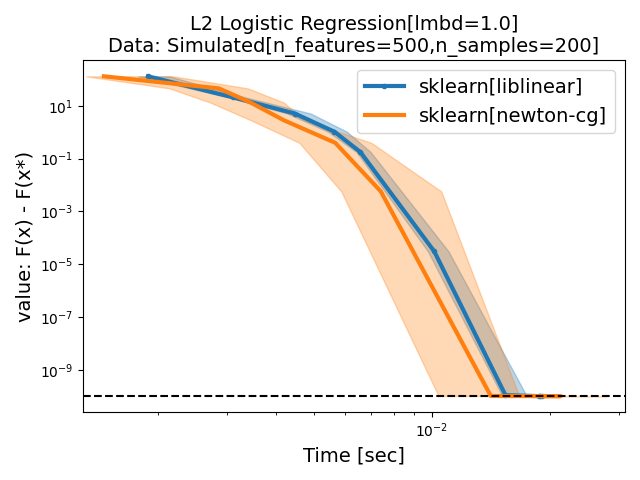 L2 Logistic Regression[lmbd=1.0]
Data: Simulated[n_features=500,n_samples=200]
sklearn[liblinear]
sklearn[newton-cg]
value: F(x) - F(x*)
10¹
10⁻¹
10⁻³
10⁻⁵
10⁻⁷
10⁻⁹
10⁻²
Time [sec]